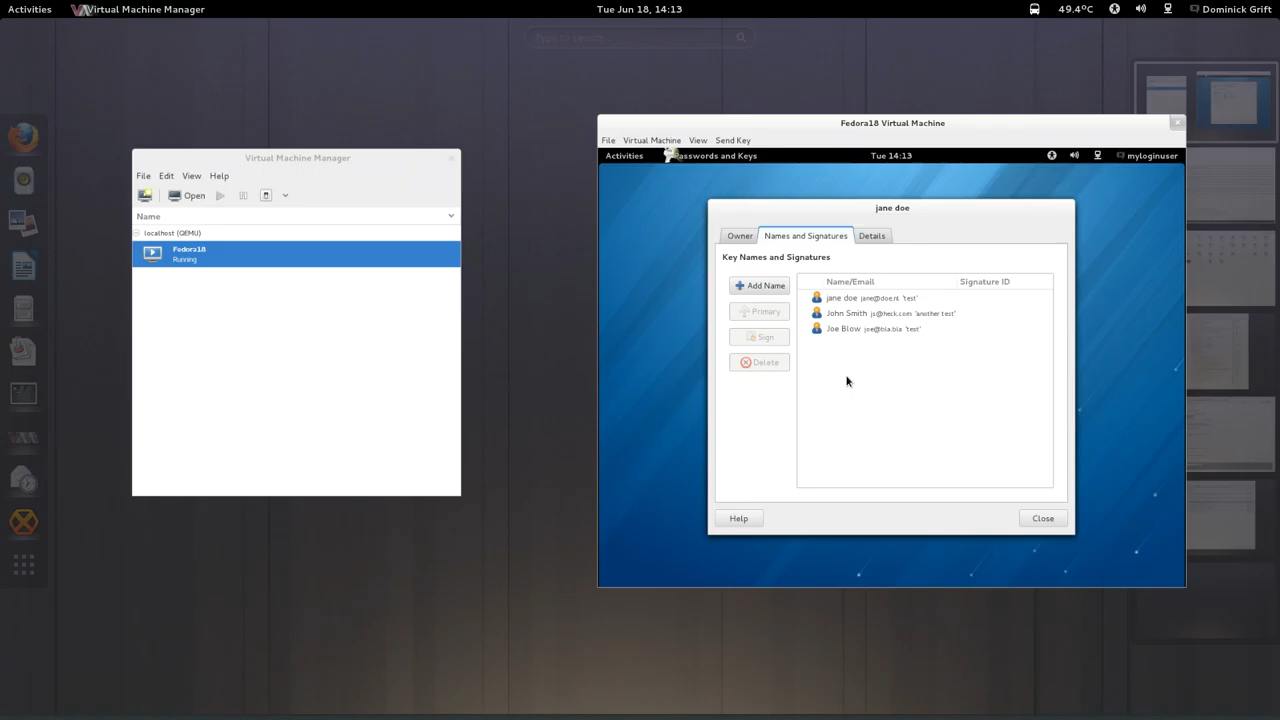 Activities Virtual Machine Manager Tue Jun 18, 14:13 49.4°C Dominick Grift
Type to search...
Virtual Machine Manager
File Edit View Help
Open
Name
localhost (QEMU)
Fedora18
Running
Fedora18 Virtual Machine
File Virtual Machine View Send Key
Activities Passwords and Keys Tue 14:13 myloginuser
jane doe
Owner Names and Signatures Details
Key Names and Signatures
Add Name
Primary
Sign
Delete
Name/Email Signature ID
jane doe jane@doe.nl 'test'
John Smith js@heck.com 'another test'
Joe Blow joe@bla.bla 'test'
Help Close